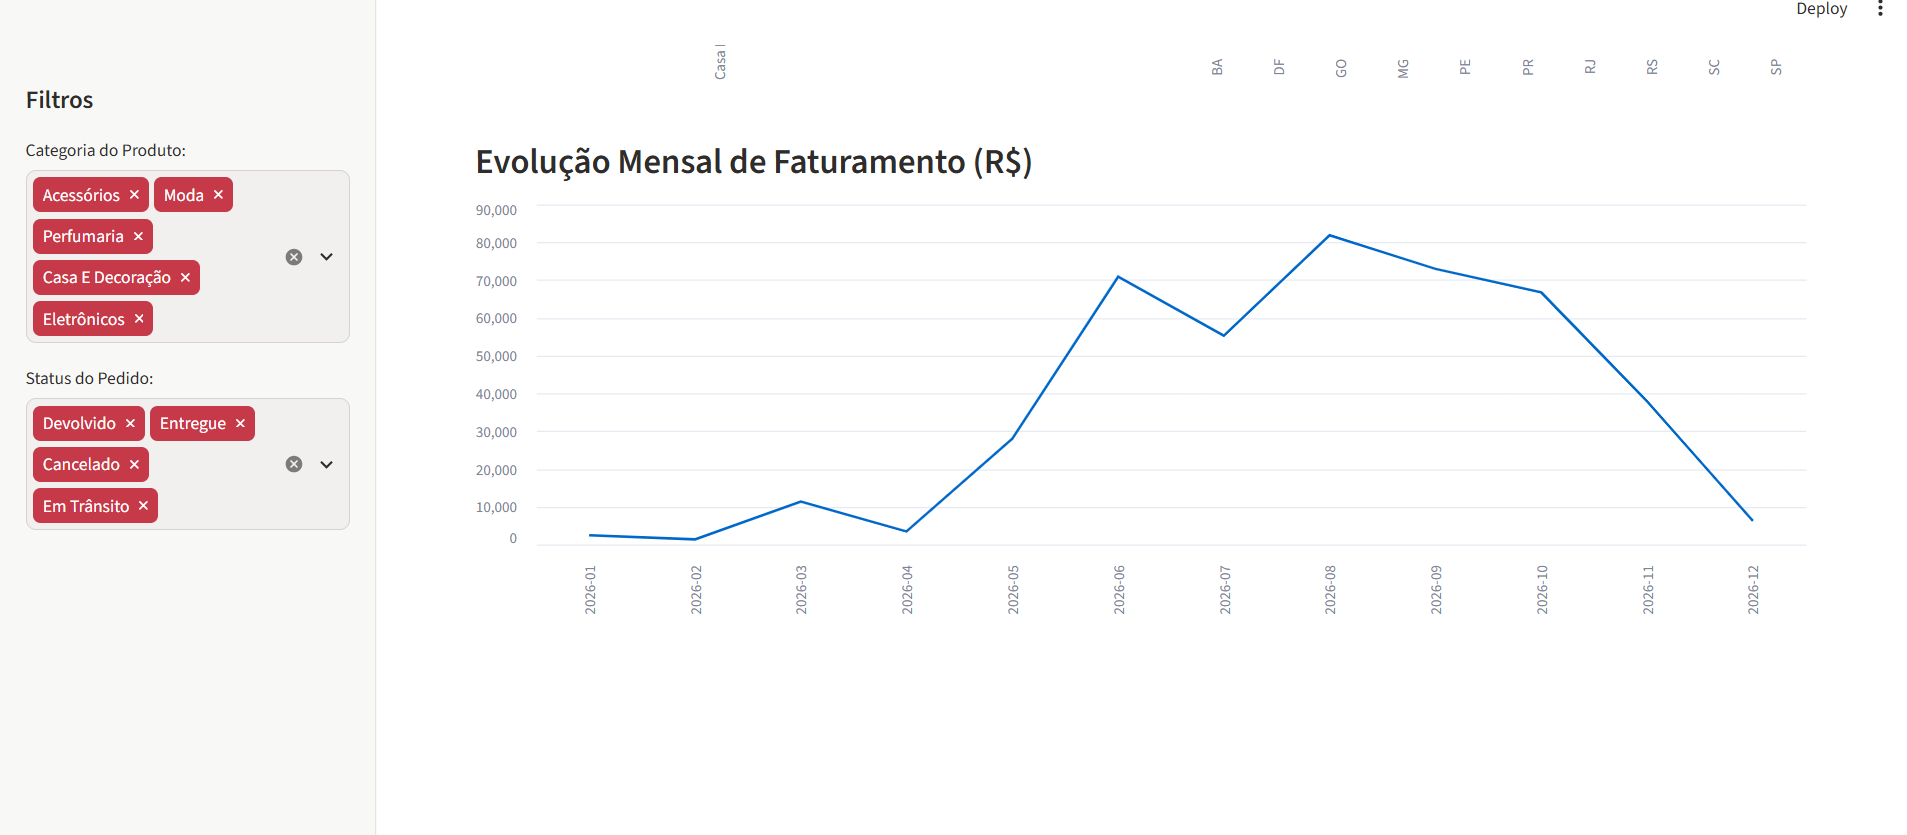 Deploy
Filtros
Categoria do Produto:
Acessórios
Moda
Perfumaria
Casa E Decoração
Eletrônicos
Status do Pedido:
Devolvido
Entregue
Cancelado
Em Trânsito
Casa
BA
DF
GO
MG
PE
PR
RJ
RS
SC
SP
Evolução Mensal de Faturamento (R$)
90,000
80,000
70,000
60,000
50,000
40,000
30,000
20,000
10,000
0
2026-01
2026-02
2026-03
2026-04
2026-05
2026-06
2026-07
2026-08
2026-09
2026-10
2026-11
2026-12